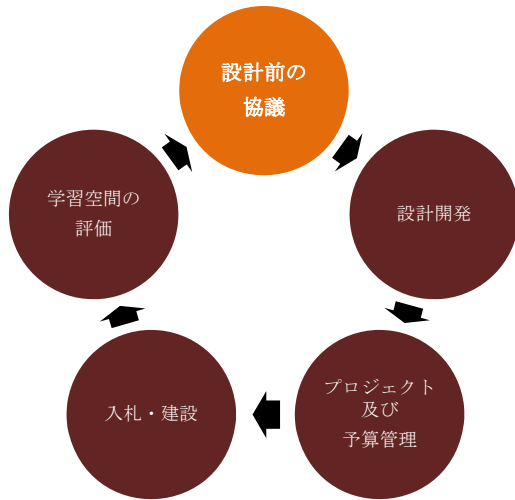 設計前の
協議
設計開発
プロジェクト
及び
予算管理
入札・建設
学習空間の
評価